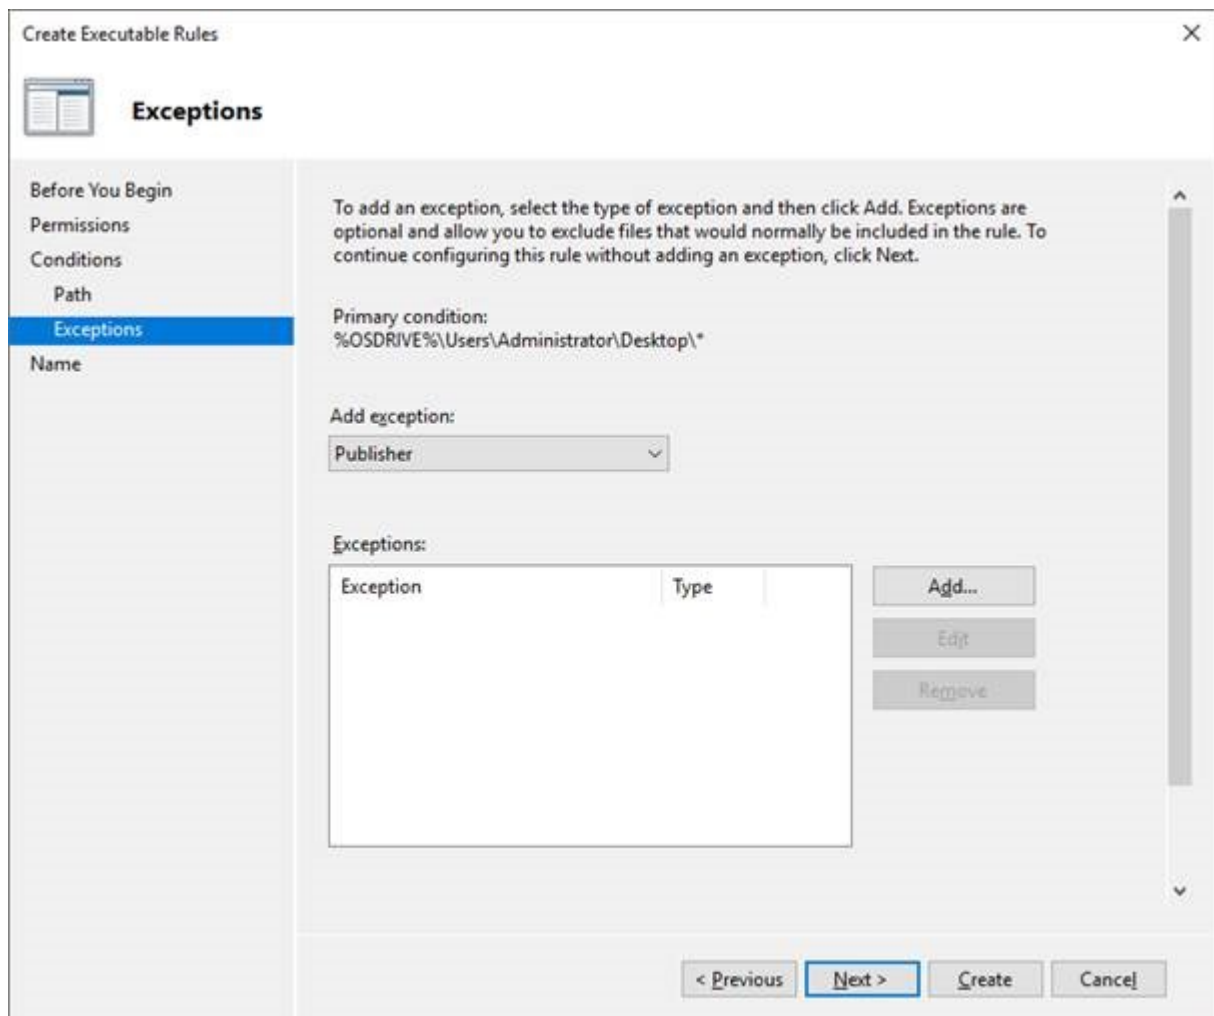 Create Executable Rules
Exceptions
Before You Begin
Permissions
Conditions
Path
Exceptions
Name
To add an exception, select the type of exception and then click Add. Exceptions are
optional and allow you to exclude files that would normally be included in the rule. To
continue configuring this rule without adding an exception, click Next.
Primary condition:
%OSDRIVE%\Users\Administrator\Desktop\*
Add exception:
Publisher
Exceptions:
Exception Type
Add...
Edit
Remove
< Previous Next > Create Cancel